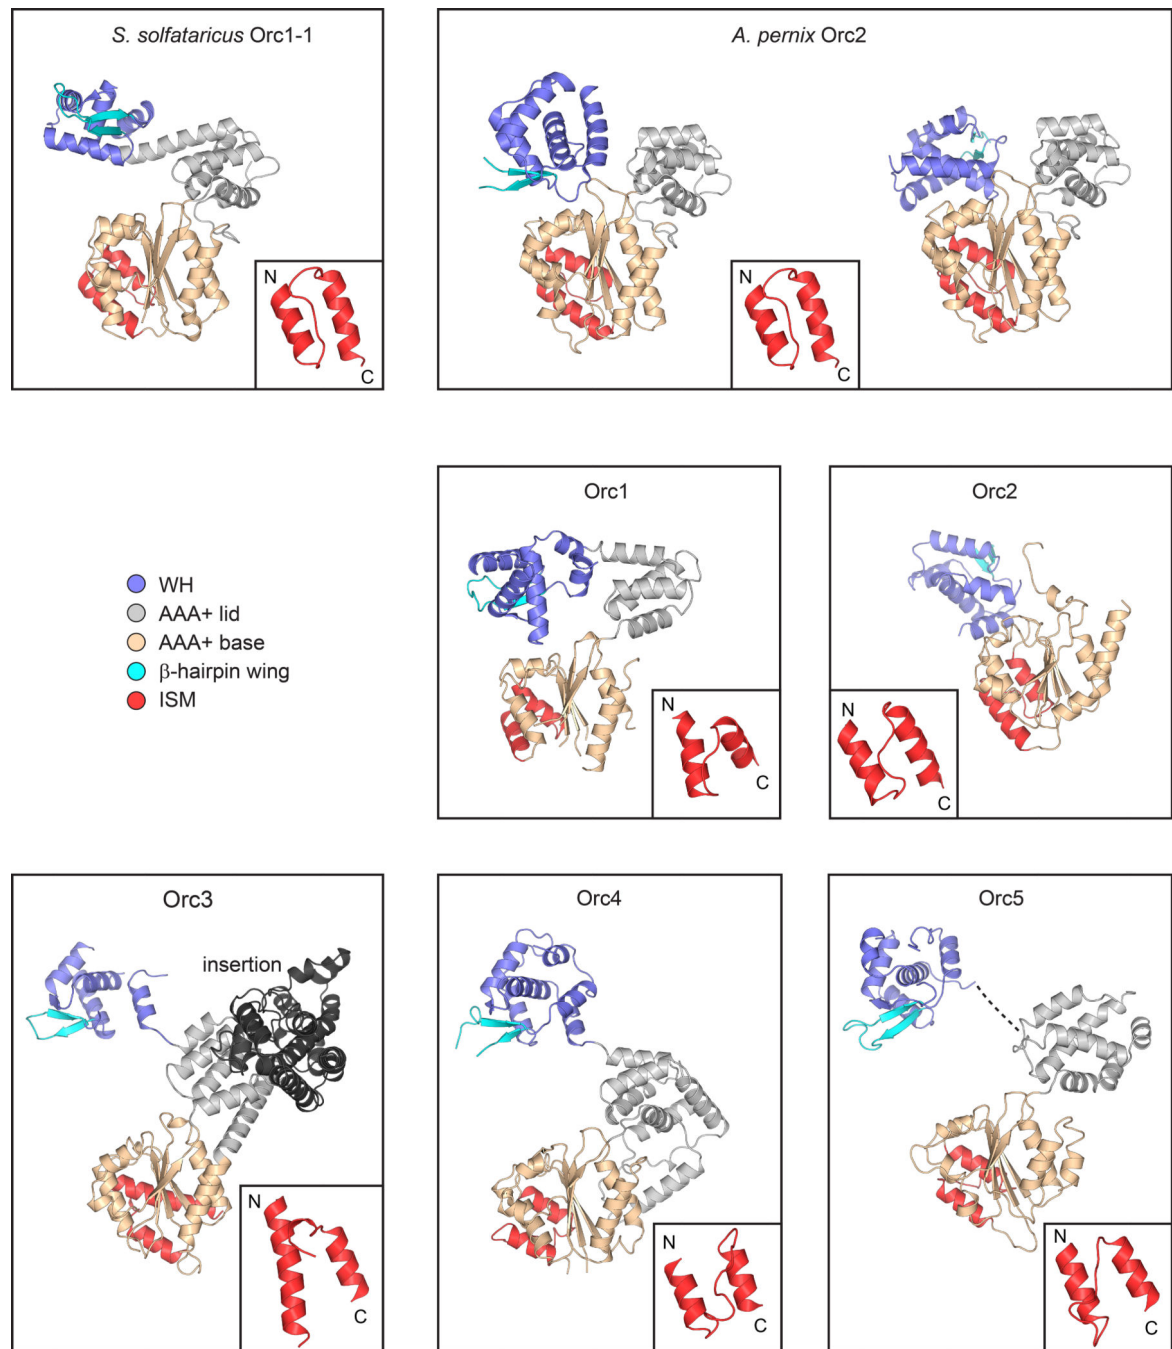 S. solfataricus Orc1-1
A. pernix Orc2
N
C
N
C
Orc1
Orc2
WH
AAA+ lid
AAA+ base
β-hairpin wing
ISM
N
C
N
C
Orc3
Orc4
Orc5
insertion
N
C
N
C
N
C